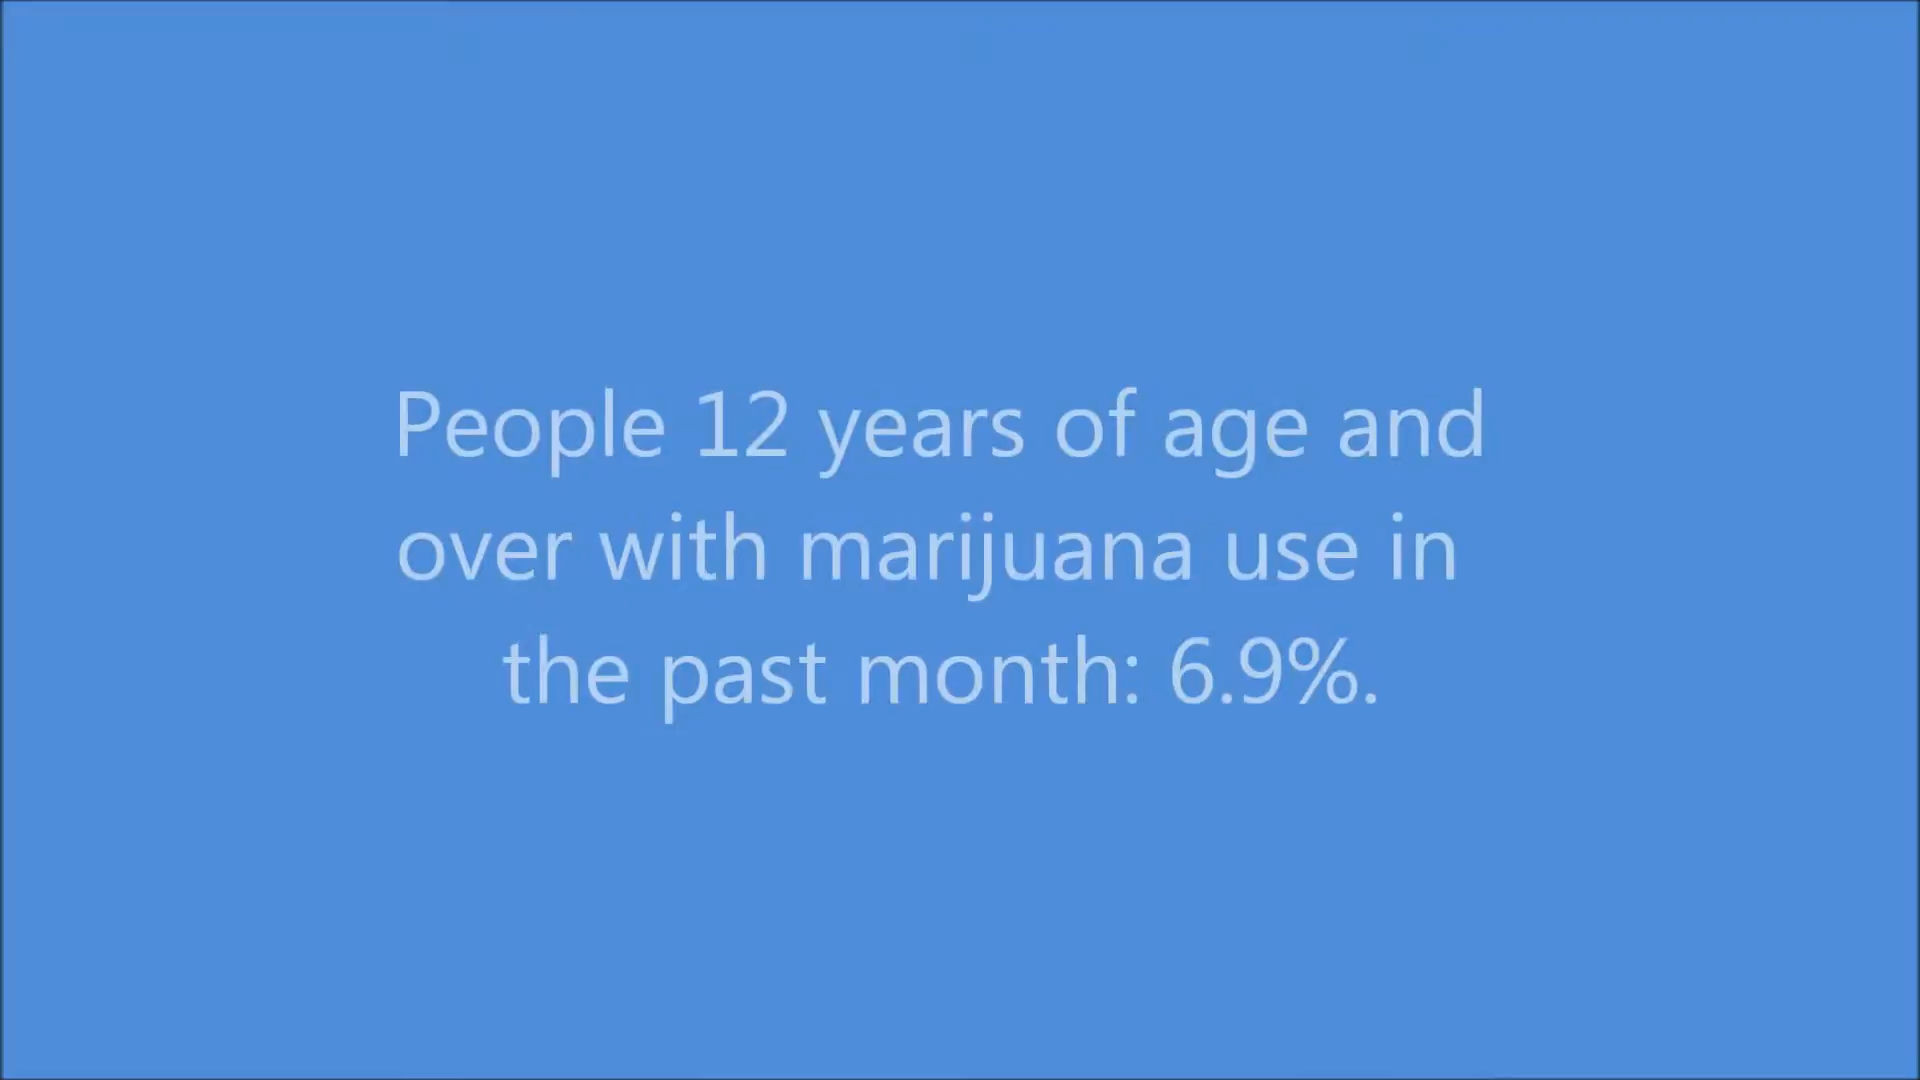 People 12 years of age and
over with marijuana use in
the past month: 6.9%.